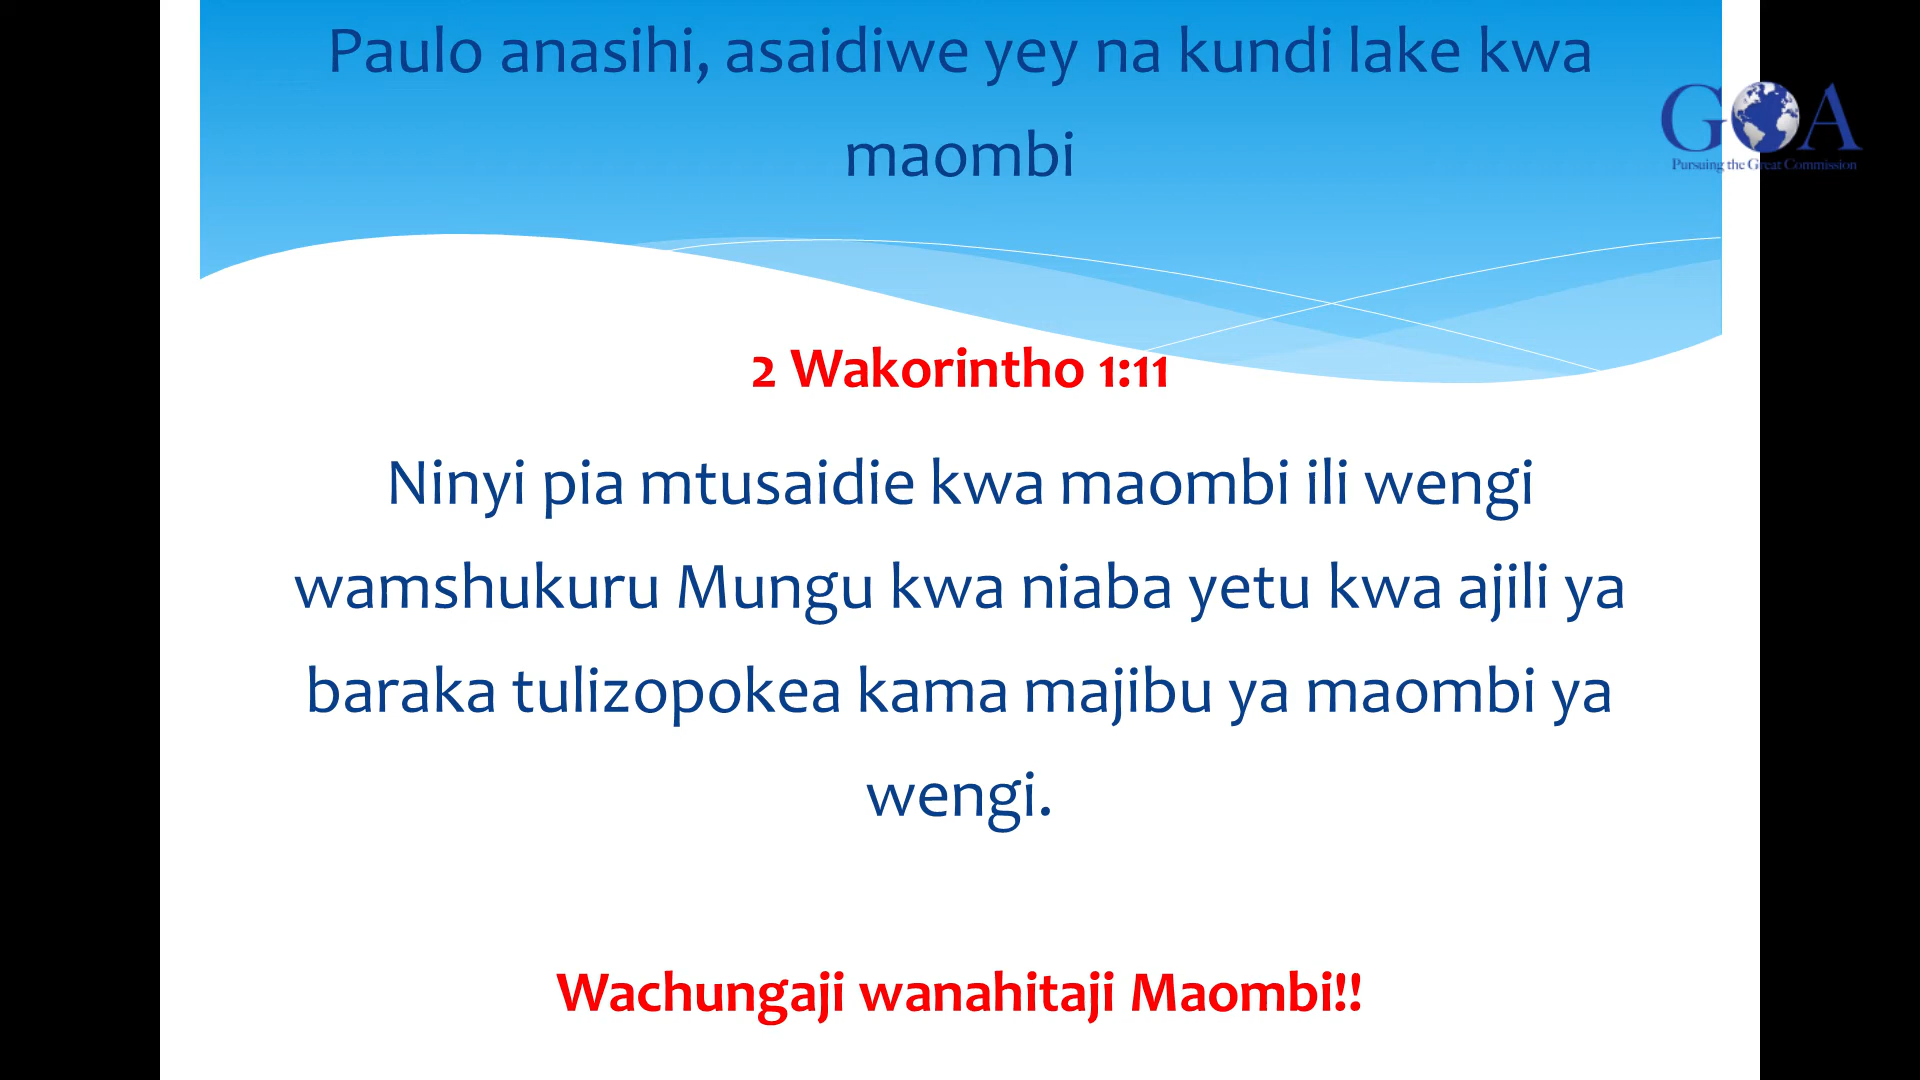 Paulo anasihi, asaidiwe yey na kundi lake kwa
maombi
GOA
Pursuing the Great Commission
2 Wakorintho 1:11
Ninyi pia mtusaidie kwa maombi ili wengi
wamshukuru Mungu kwa niaba yetu kwa ajili ya
baraka tulizopokea kama majibu ya maombi ya
wengi.
Wachungaji wanahitaji Maombi!!